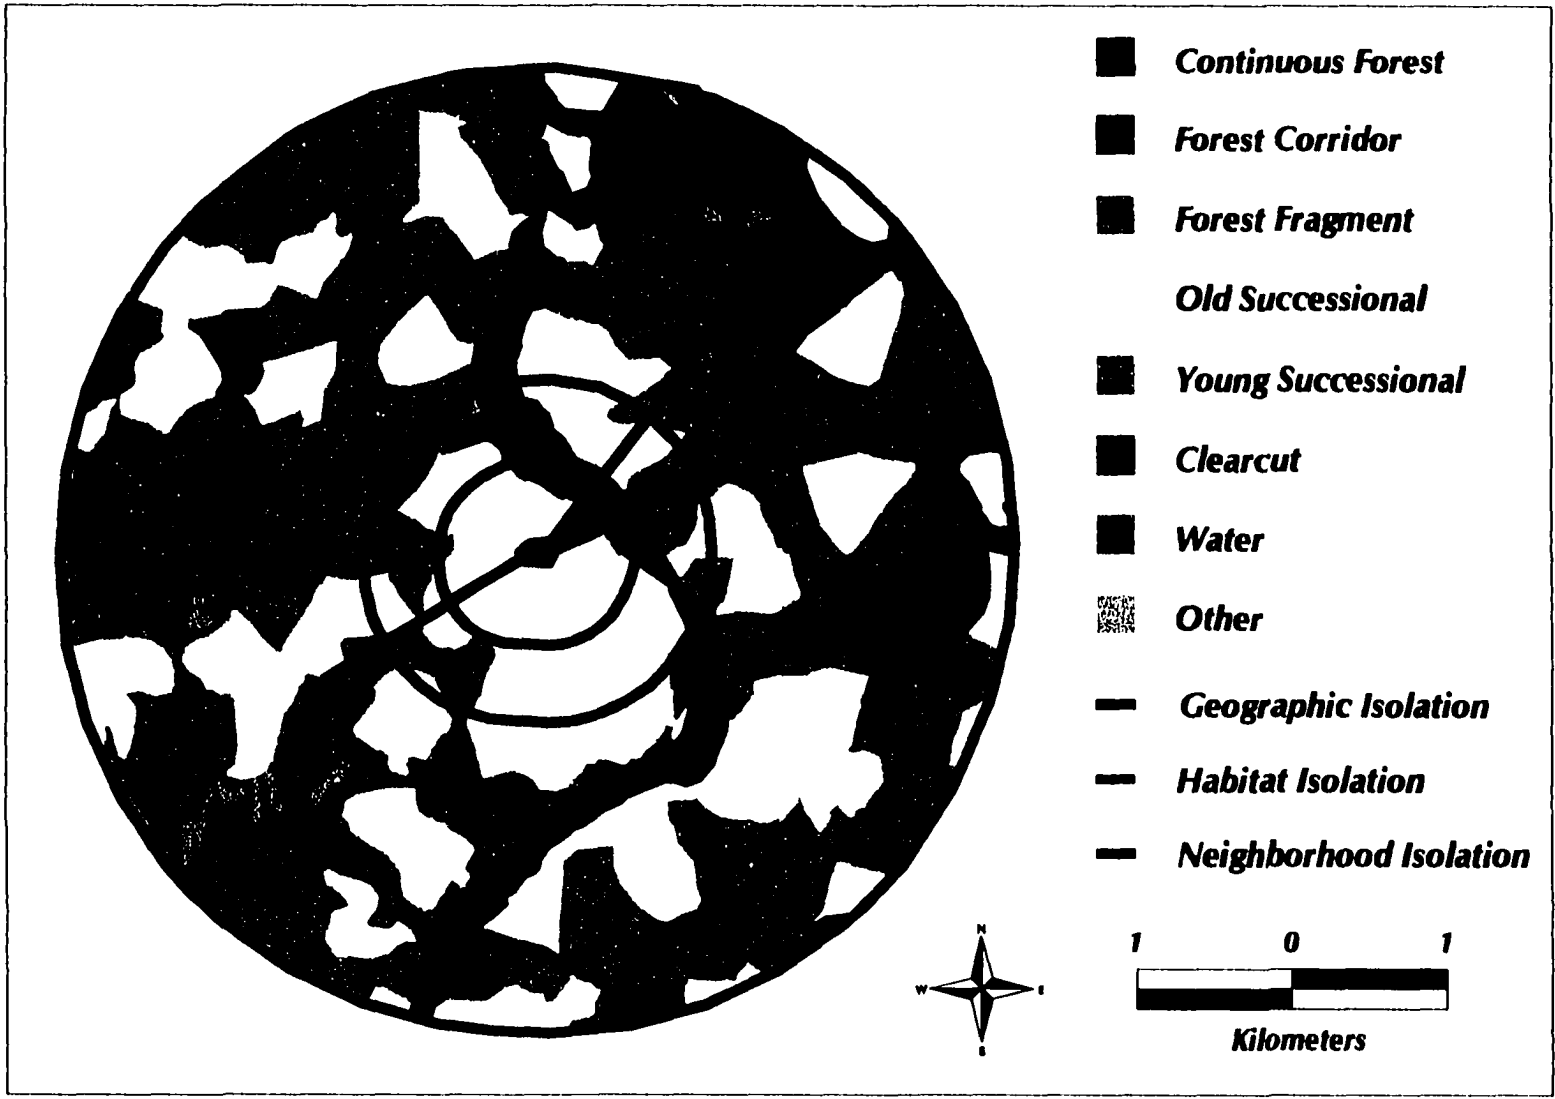 Continuous Forest
Forest Corridor
Forest Fragment
Old Successional
Young Successional
Clearcut
Water
Other
Geographic Isolation
Habitat Isolation
Neighborhood Isolation
N
W E
S
1 0 1
Kilometers